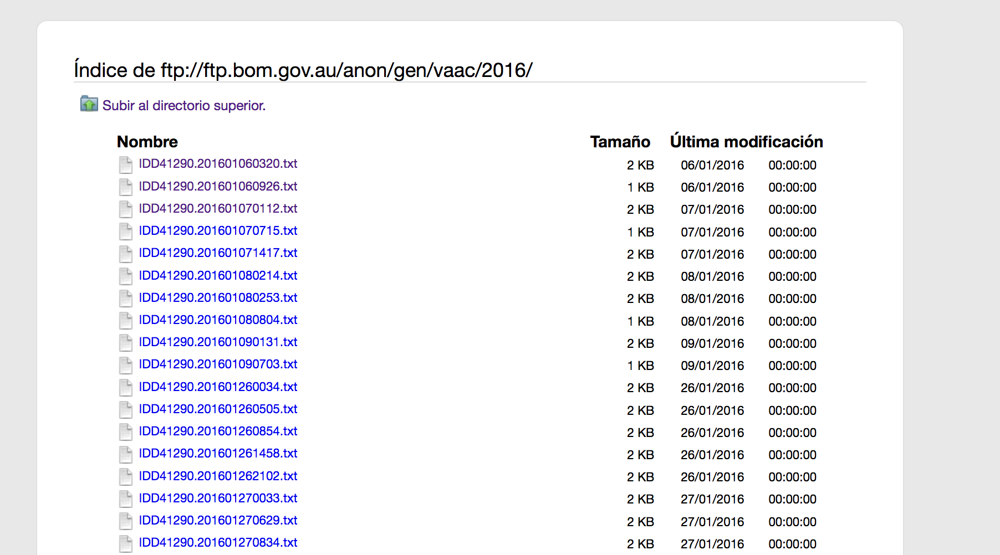 Índice de ftp://ftp.bom.gov.au/anon/gen/vaac/2016/
Subir al directorio superior.
Nombre Tamaño Última modificación
IDD41290.201601060320.txt 2 KB 06/01/2016 00:00:00
IDD41290.201601060926.txt 1 KB 06/01/2016 00:00:00
IDD41290.201601070112.txt 2 KB 07/01/2016 00:00:00
IDD41290.201601070715.txt 1 KB 07/01/2016 00:00:00
IDD41290.201601071417.txt 2 KB 07/01/2016 00:00:00
IDD41290.201601080214.txt 2 KB 08/01/2016 00:00:00
IDD41290.201601080253.txt 2 KB 08/01/2016 00:00:00
IDD41290.201601080804.txt 1 KB 08/01/2016 00:00:00
IDD41290.201601090131.txt 2 KB 09/01/2016 00:00:00
IDD41290.201601090703.txt 1 KB 09/01/2016 00:00:00
IDD41290.201601260034.txt 2 KB 26/01/2016 00:00:00
IDD41290.201601260505.txt 2 KB 26/01/2016 00:00:00
IDD41290.201601260854.txt 2 KB 26/01/2016 00:00:00
IDD41290.201601261458.txt 2 KB 26/01/2016 00:00:00
IDD41290.201601262102.txt 2 KB 26/01/2016 00:00:00
IDD41290.201601270033.txt 2 KB 27/01/2016 00:00:00
IDD41290.201601270629.txt 2 KB 27/01/2016 00:00:00
IDD41290.201601270834.txt 2 KB 27/01/2016 00:00:00